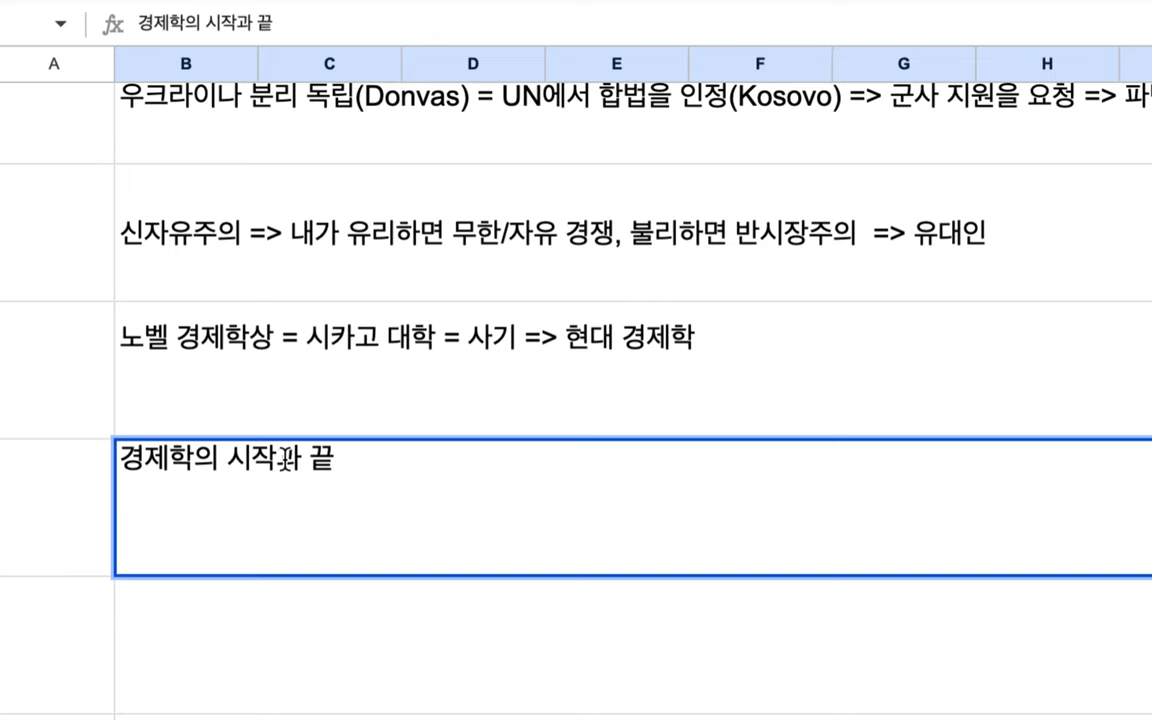 경제학의 시작과 끝
A B C D E F G H
우크라이나 분리 독립(Donvas) = UN에서 합법을 인정(Kosovo) => 군사 지원을 요청 =>
신자유주의 => 내가 유리하면 무한/자유 경쟁, 불리하면 반시장주의 => 유대인
노벨 경제학상 = 시카고 대학 = 사기 => 현대 경제학
경제학의 시작과 끝